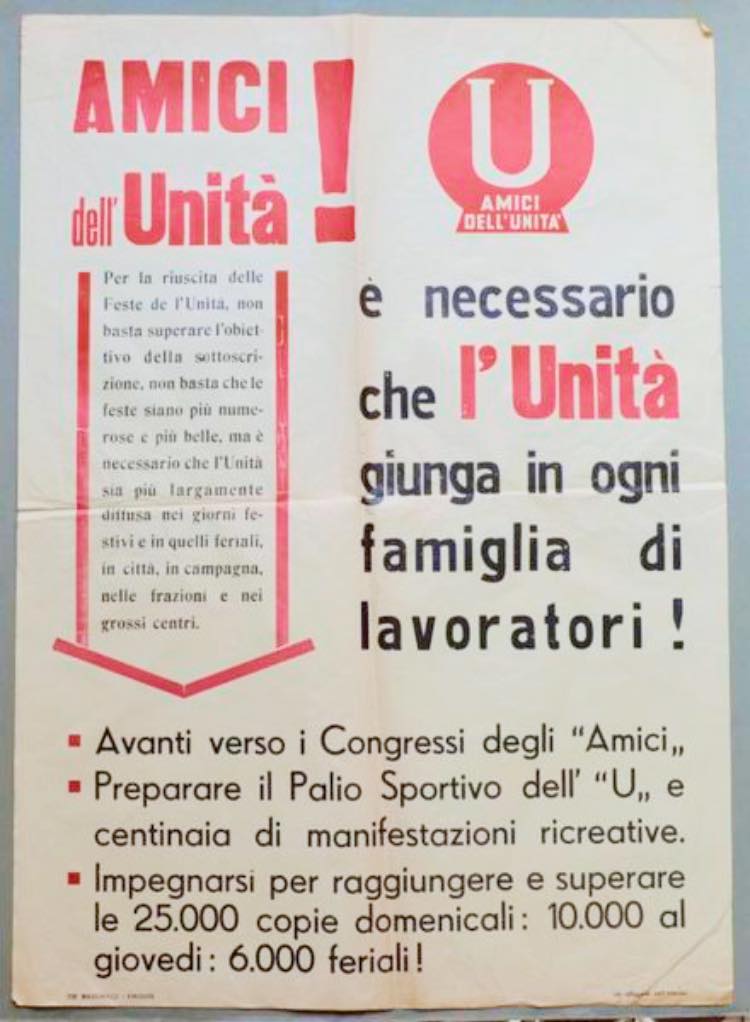 AMICI !
dell' Unità
U
AMICI
DELL'UNITA'
Per la riuscita delle
Feste de l'Unità, non
basta superare l'obiet-
tivo della sottoscri-
zione, non basta che le
feste siano più nume-
rose e più belle, ma è
necessario che l'Unità
sia più largamente
diffusa nei giorni fe-
stivi e in quelli feriali,
in città, in campagna,
nelle frazioni e nei
grossi centri.
è necessario
che l'Unità
giunga in ogni
famiglia di
lavoratori !
Avanti verso i Congressi degli “Amici„
Preparare il Palio Sportivo dell' “U„ e
centinaia di manifestazioni ricreative.
Impegnarsi per raggiungere e superare
le 25.000 copie domenicali : 10.000 al
giovedi : 6.000 feriali !